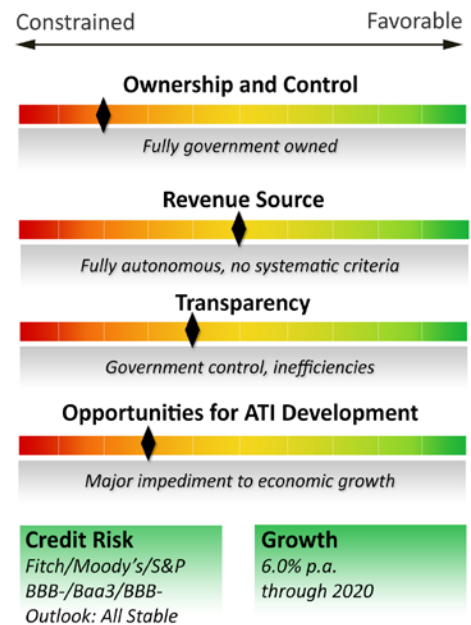 Constrained Favorable
Ownership and Control
Fully government owned
Revenue Source
Fully autonomous, no systematic criteria
Transparency
Government control, inefficiencies
Opportunities for ATI Development
Major impediment to economic growth
Credit Risk
Fitch/Moody's/S&P
BBB-/Baa3/BBB-
Outlook: All Stable
Growth
6.0% p.a.
through 2020